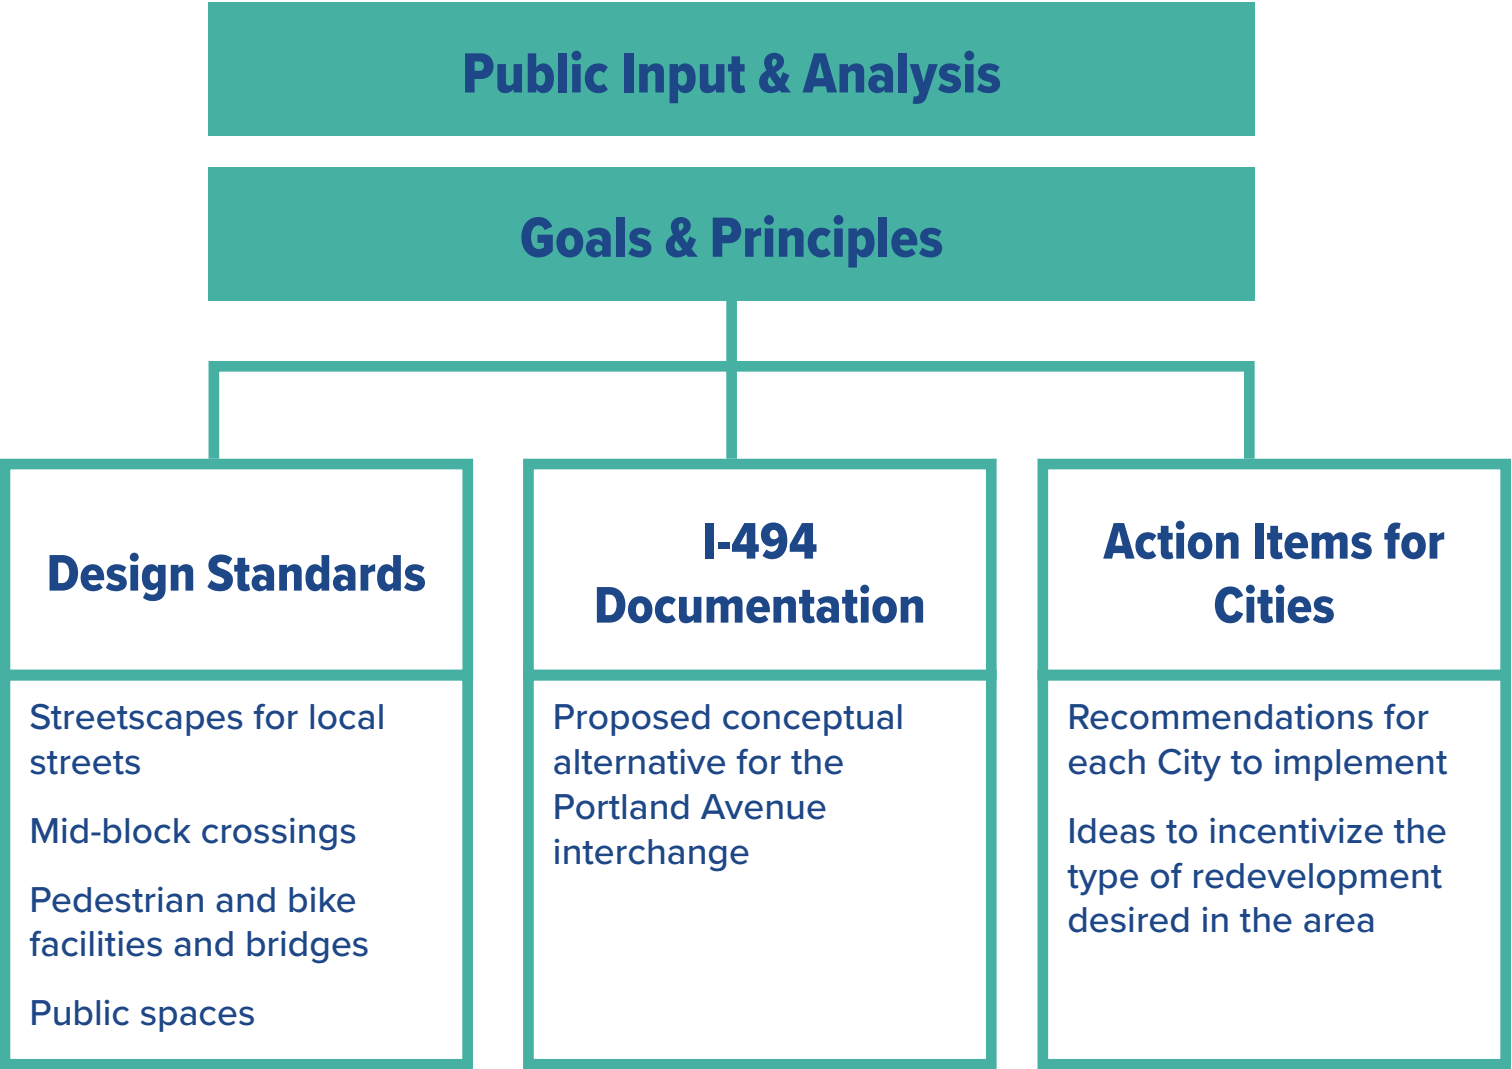 Public Input & Analysis
Goals & Principles
Design Standards
Streetscapes for local
streets
Mid-block crossings
Pedestrian and bike
facilities and bridges
Public spaces
I-494
Documentation
Proposed conceptual
alternative for the
Portland Avenue
interchange
Action Items for
Cities
Recommendations for
each City to implement
Ideas to incentivize the
type of redevelopment
desired in the area